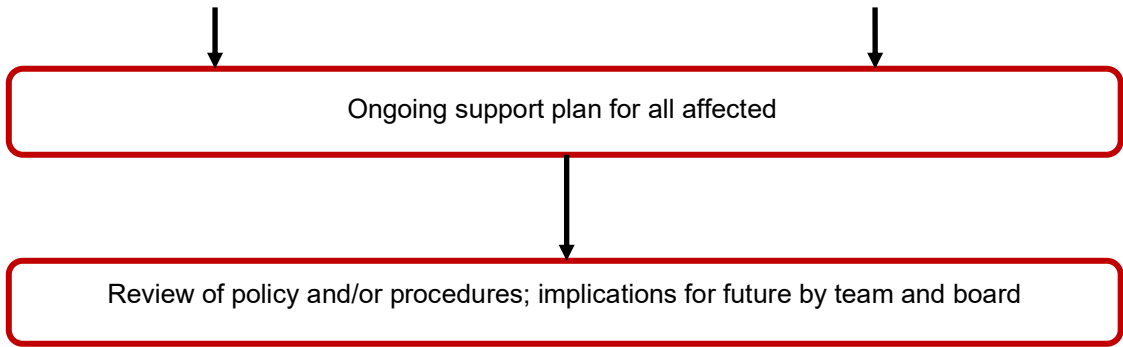 Ongoing support plan for all affected
Review of policy and/or procedures; implications for future by team and board